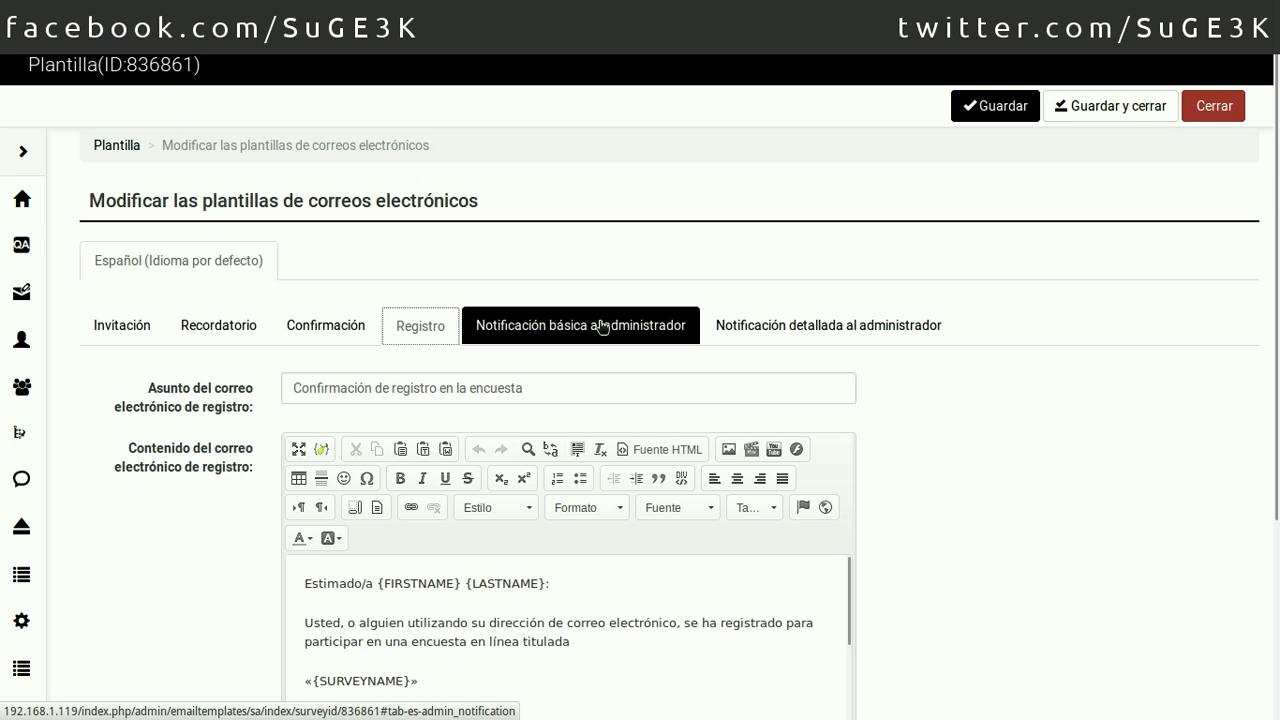 facebook.com/SuGE3K
twitter.com/SuGE3K
Plantilla(ID:836861)
Guardar
Guardar y cerrar
Cerrar
Plantilla > Modificar las plantillas de correos electrónicos
Modificar las plantillas de correos electrónicos
Español (Idioma por defecto)
Invitación
Recordatorio
Confirmación
Registro
Notificación básica al administrador
Notificación detallada al administrador
Asunto del correo
electrónico de registro:
Confirmación de registro en la encuesta
Contenido del correo
electrónico de registro:
Fuente HTML
Estilo
Formato
Fuente
Ta...
Estimado/a {FIRSTNAME} {LASTNAME}:
Usted, o alguien utilizando su dirección de correo electrónico, se ha registrado para
participar en una encuesta en línea titulada
«{SURVEYNAME}»
192.168.1.119/index.php/admin/emailtemplates/sa/index/surveyid/836861#tab-es-admin_notification